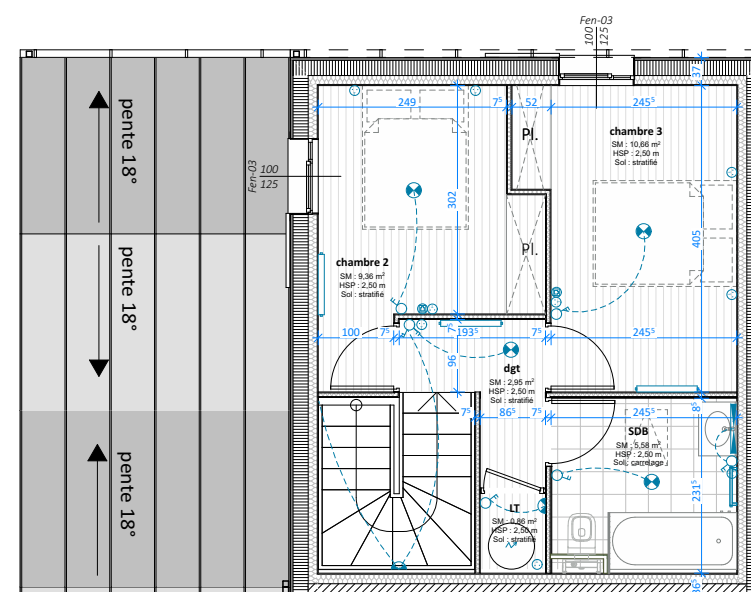 Fen-03
100
125
37
249
7⁵
52
245⁵
pente 18°
Pl.
chambre 3
SM : 10,66 m²
HSP : 2,50 m
Sol : stratifié
Fen-03
100
125
302
405
Pl.
chambre 2
SM : 9,36 m²
HSP : 2,50 m
Sol : stratifié
pente 18°
100
7⁵
7⁵
193⁵
7⁵
245⁵
96
dgt
SM : 2,95 m²
HSP : 2,50 m
Sol : stratifié
7⁵
86⁵
7⁵
245⁵
8⁵
SDB
SM : 5,58 m²
HSP : 2,50 m
Sol : carrelage
pente 18°
231⁵
LT
SM : 0,86 m²
HSP : 2,50 m
Sol : stratifié
36⁵